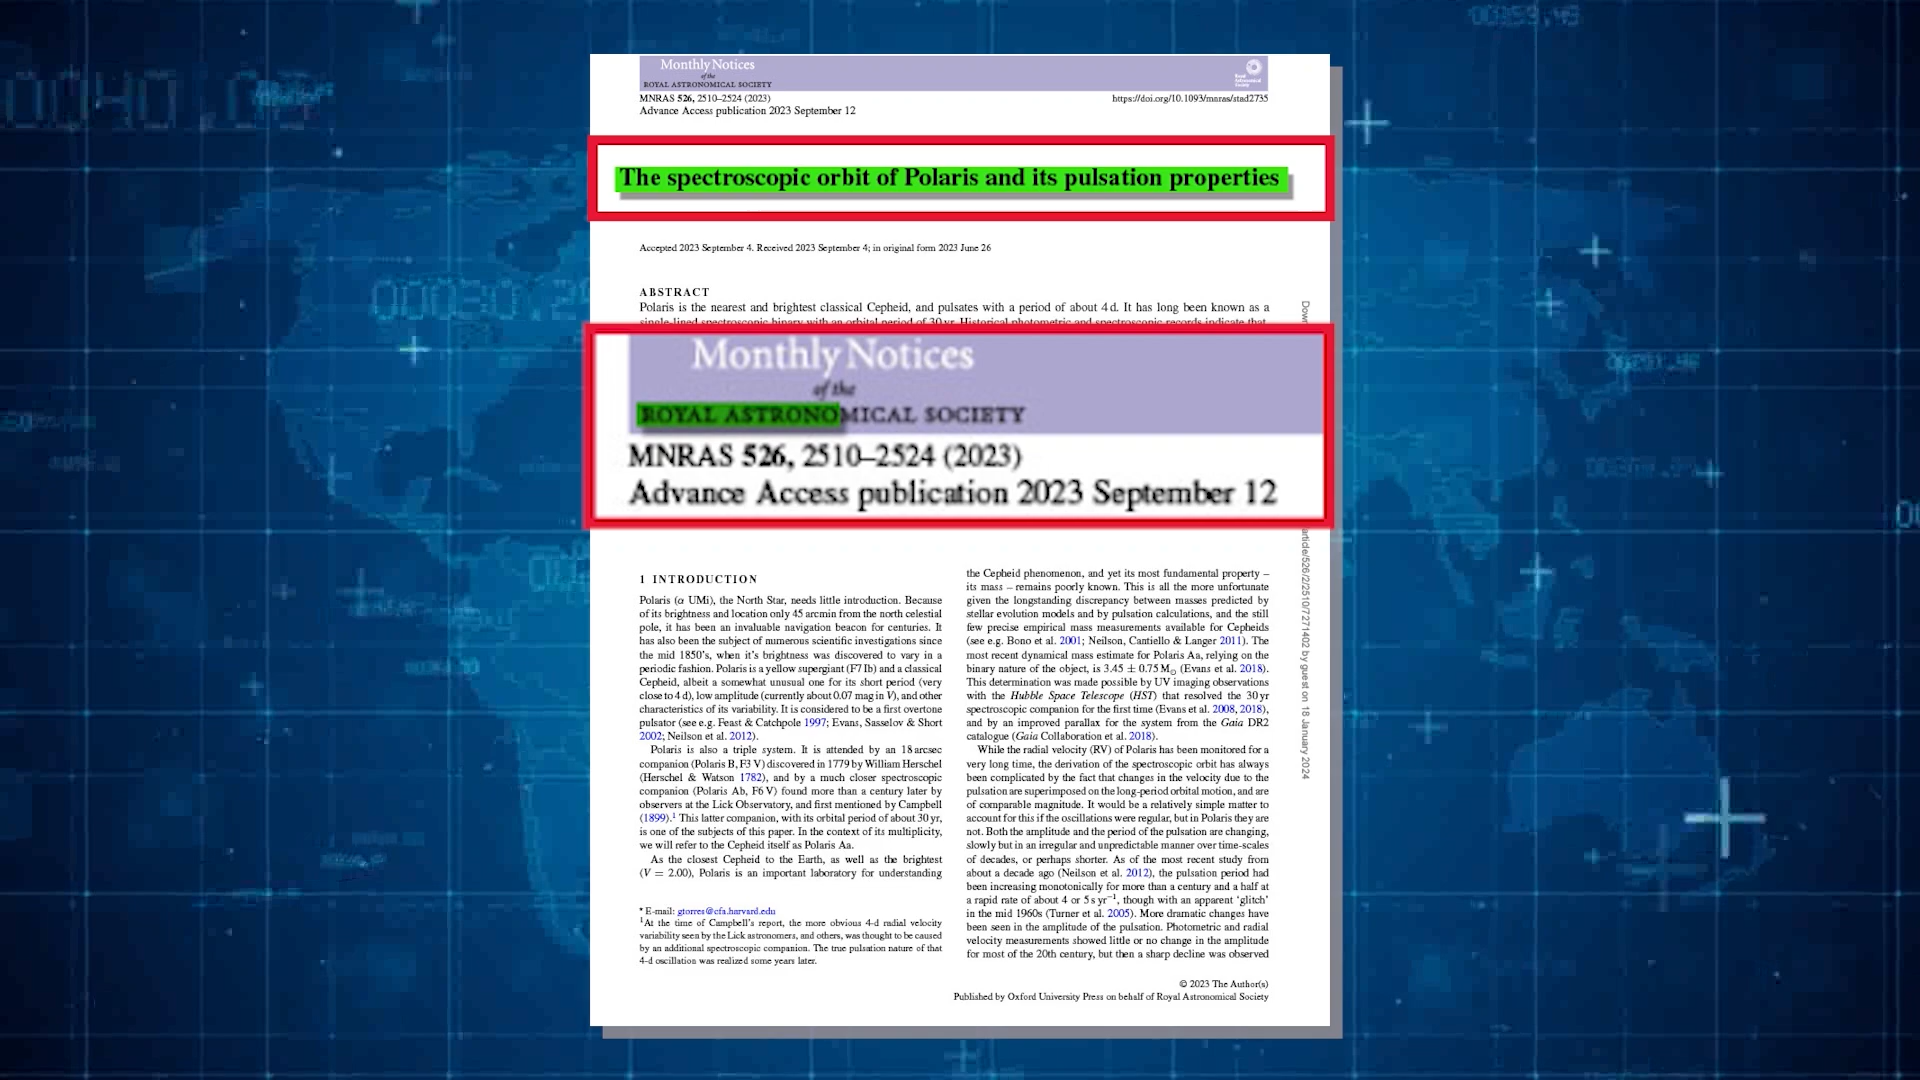 Monthly Notices
of the
ROYAL ASTRONOMICAL SOCIETY
Royal
Astronomical
Society
MNRAS 526, 2510–2524 (2023)
https://doi.org/10.1093/mnras/stad2735
Advance Access publication 2023 September 12
The spectroscopic orbit of Polaris and its pulsation properties
Accepted 2023 September 4. Received 2023 September 4; in original form 2023 June 26
ABSTRACT
Polaris is the nearest and brightest classical Cepheid, and pulsates with a period of about 4 d. It has long been known as a
single-lined spectroscopic binary with an orbital period of 30 yr. Historical photometric and spectroscopic records indicate that
Monthly Notices
of the
ROYAL ASTRONOMICAL SOCIETY
MNRAS 526, 2510–2524 (2023)
Advance Access publication 2023 September 12
1 INTRODUCTION
Polaris (α UMi), the North Star, needs little introduction. Because
of its brightness and location only 45 arcmin from the north celestial
pole, it has been an invaluable navigation beacon for centuries. It
has also been the subject of numerous scientific investigations since
the mid 1850's, when it's brightness was discovered to vary in a
periodic fashion. Polaris is a yellow supergiant (F7 Ib) and a classical
Cepheid, albeit a somewhat unusual one for its short period (very
close to 4 d), low amplitude (currently about 0.07 mag in V), and other
characteristics of its variability. It is considered to be a first overtone
pulsator (see e.g. Feast & Catchpole 1997; Evans, Sasselov & Short
2002; Neilson et al. 2012).
Polaris is also a triple system. It is attended by an 18 arcsec
companion (Polaris B, F3 V) discovered in 1779 by William Herschel
(Herschel & Watson 1782), and by a much closer spectroscopic
companion (Polaris Ab, F6 V) found more than a century later by
observers at the Lick Observatory, and first mentioned by Campbell
(1899).¹ This latter companion, with its orbital period of about 30 yr,
is one of the subjects of this paper. In the context of its multiplicity,
we will refer to the Cepheid itself as Polaris Aa.
As the closest Cepheid to the Earth, as well as the brightest
(V = 2.00), Polaris is an important laboratory for understanding
* E-mail: gtorres@cfa.harvard.edu
¹At the time of Campbell's report, the more obvious 4-d radial velocity
variability seen by the Lick astronomers, and others, was thought to be caused
by an additional spectroscopic companion. The true pulsation nature of that
4-d oscillation was realized some years later.
the Cepheid phenomenon, and yet its most fundamental property –
its mass – remains poorly known. This is all the more unfortunate
given the longstanding discrepancy between masses predicted by
stellar evolution models and by pulsation calculations, and the still
few precise empirical mass measurements available for Cepheids
(see e.g. Bono et al. 2001; Neilson, Cantiello & Langer 2011). The
most recent dynamical mass estimate for Polaris Aa, relying on the
binary nature of the object, is 3.45 ± 0.75 M☉ (Evans et al. 2018).
This determination was made possible by UV imaging observations
with the Hubble Space Telescope (HST) that resolved the 30 yr
spectroscopic companion for the first time (Evans et al. 2008, 2018),
and by an improved parallax for the system from the Gaia DR2
catalogue (Gaia Collaboration et al. 2018).
While the radial velocity (RV) of Polaris has been monitored for a
very long time, the derivation of the spectroscopic orbit has always
been complicated by the fact that changes in the velocity due to the
pulsation are superimposed on the long-period orbital motion, and are
of comparable magnitude. It would be a relatively simple matter to
account for this if the oscillations were regular, but in Polaris they are
not. Both the amplitude and the period of the pulsation are changing,
slowly but in an irregular and unpredictable manner over time-scales
of decades, or perhaps shorter. As of the most recent study from
about a decade ago (Neilson et al. 2012), the pulsation period had
been increasing monotonically for more than a century and a half at
a rapid rate of about 4 or 5 s yr⁻¹, though with an apparent 'glitch'
in the mid 1960s (Turner et al. 2005). More dramatic changes have
been seen in the amplitude of the pulsation. Photometric and radial
velocity measurements showed little or no change in the amplitude
for most of the 20th century, but then a sharp decline was observed
© 2023 The Author(s)
Published by Oxford University Press on behalf of Royal Astronomical Society
article/526/2/2510/7271402 by guest on 18 January 2024